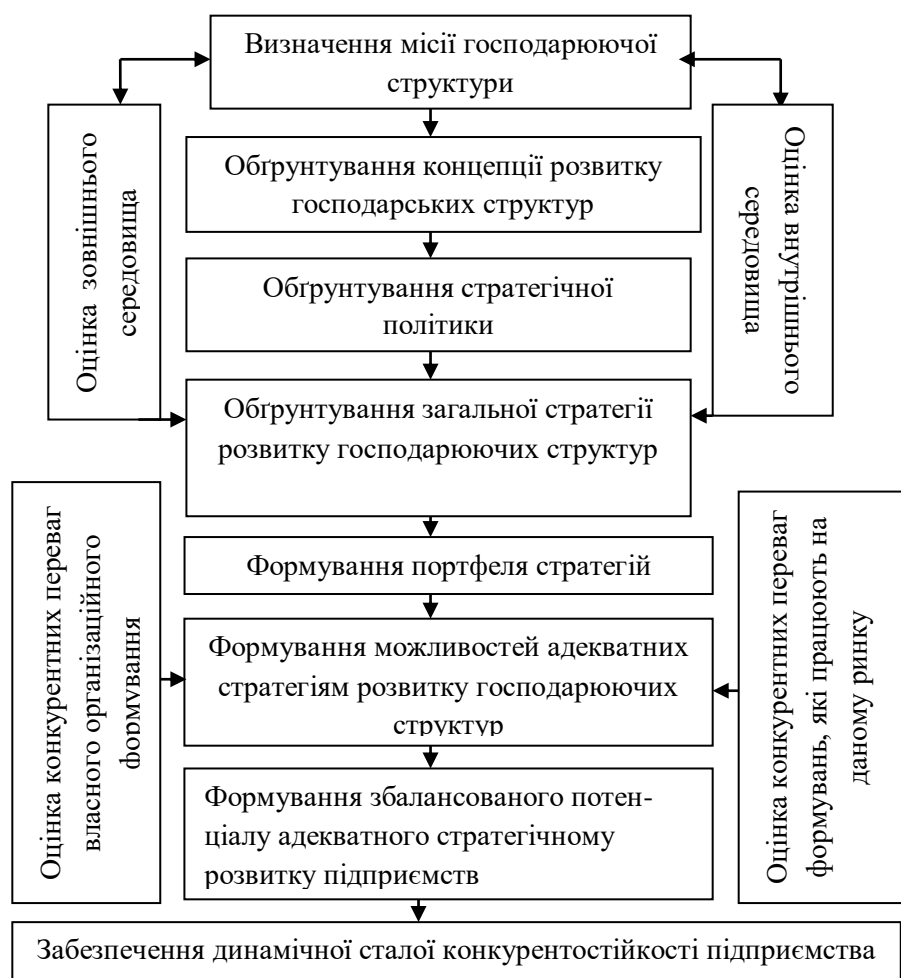 Визначення місії господарюючої
структури
Оцінка зовнішнього
середовища
Оцінка внутрішнього
середовища
Обґрунтування концепції розвитку
господарських структур
Обґрунтування стратегічної
політики
Обґрунтування загальної стратегії
розвитку господарюючих структур
Оцінка конкурентних переваг
власного організаційного
формування
Оцінка конкурентних переваг
формувань, які працюють на
даному ринку
Формування портфеля стратегій
Формування можливостей адекватних
стратегіям розвитку господарюючих
структур
Формування збалансованого потен-
ціалу адекватного стратегічному
розвитку підприємств
Забезпечення динамічної сталої конкурентостійкості підприємства